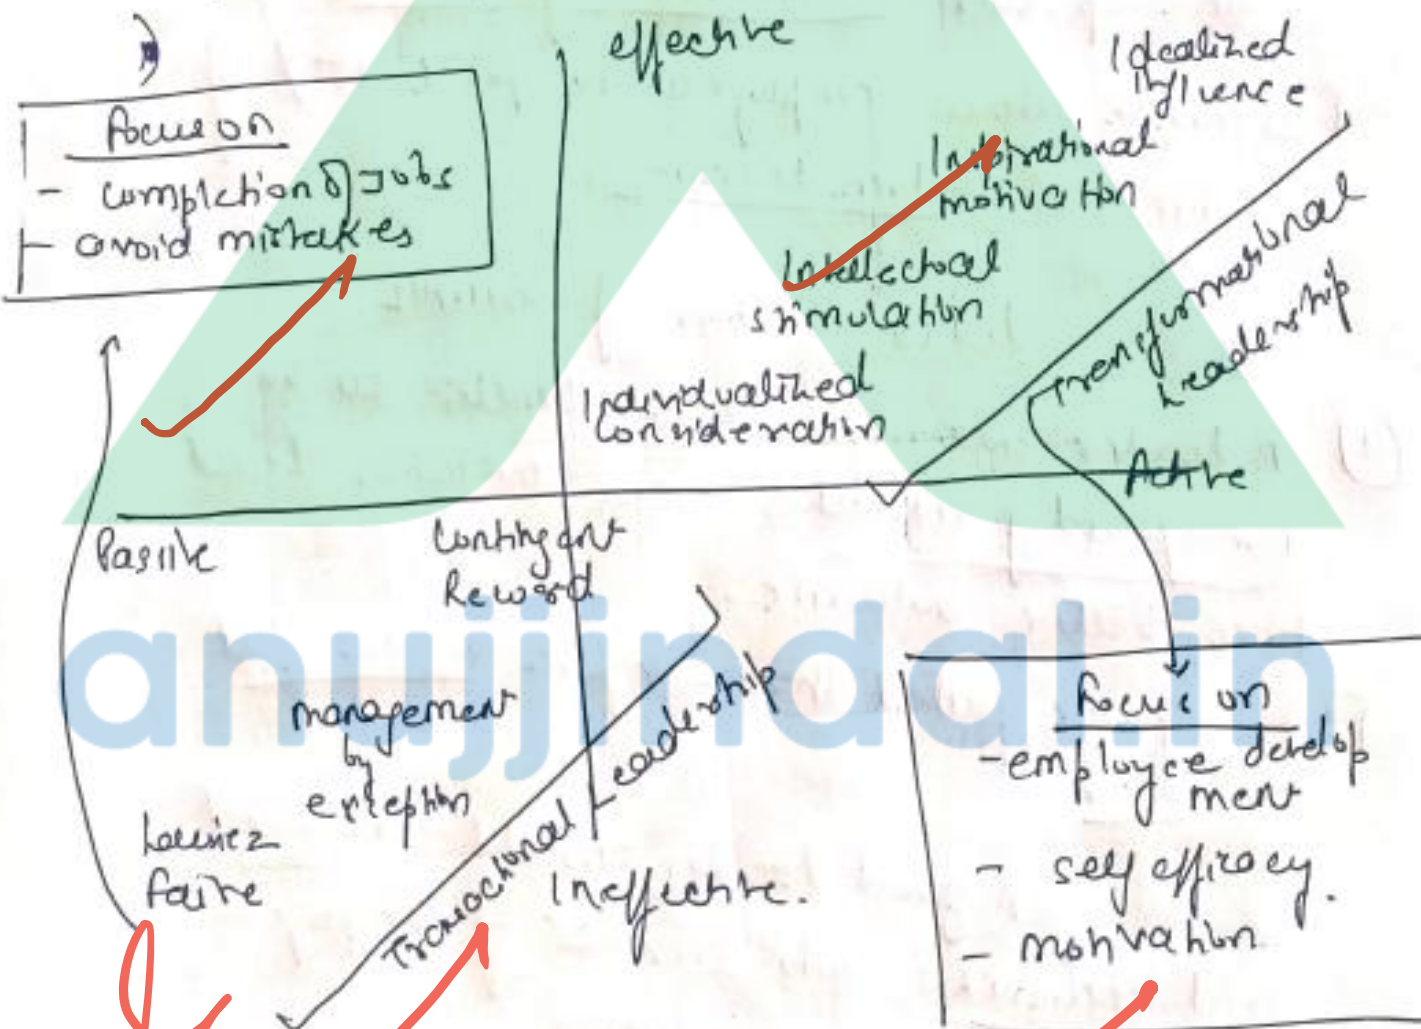 effective
Idealized
Influence
Focus on
- completion of Jobs
- avoid mistakes
Inspirational
motivation
Intellectual
stimulation
Individualized
consideration
Transformational
Leadership
Active
Passive
Contingent
Reward
anujjindal.in
management
by
exception
Laissez
faire
Transactional Leadership
Ineffective.
Focus on
- employee develop
ment
- self efficacy.
- motivation